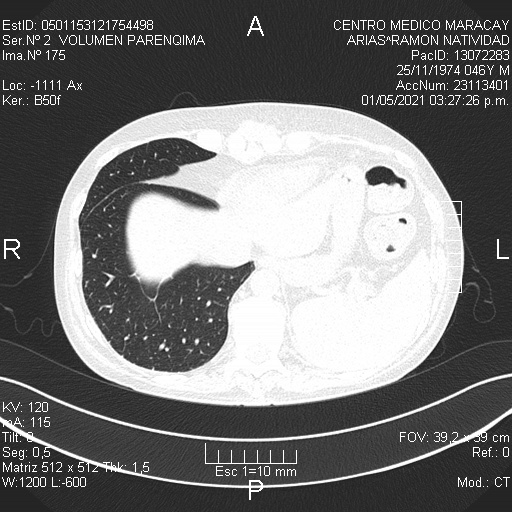 EstID: 0501153121754498
Ser.Nº 2 VOLUMEN PARENQIMA
Ima.Nº 175
Loc: -1111 Ax
Ker.: B50f
A
CENTRO MEDICO MARACAY
ARIAS^RAMON NATIVIDAD
PacID: 13072283
25/11/1974 046Y M
AccNum: 23113401
01/05/2021 03:27:26 p.m.
R
L
KV: 120
mA: 115
Tilt: 0
Seg: 0,5
Matriz 512 x 512 Thk: 1,5
W:1200 L:-600
Esc 1=10 mm
P
FOV: 39,2 x 39 cm
Ref.: 0
Mod.: CT